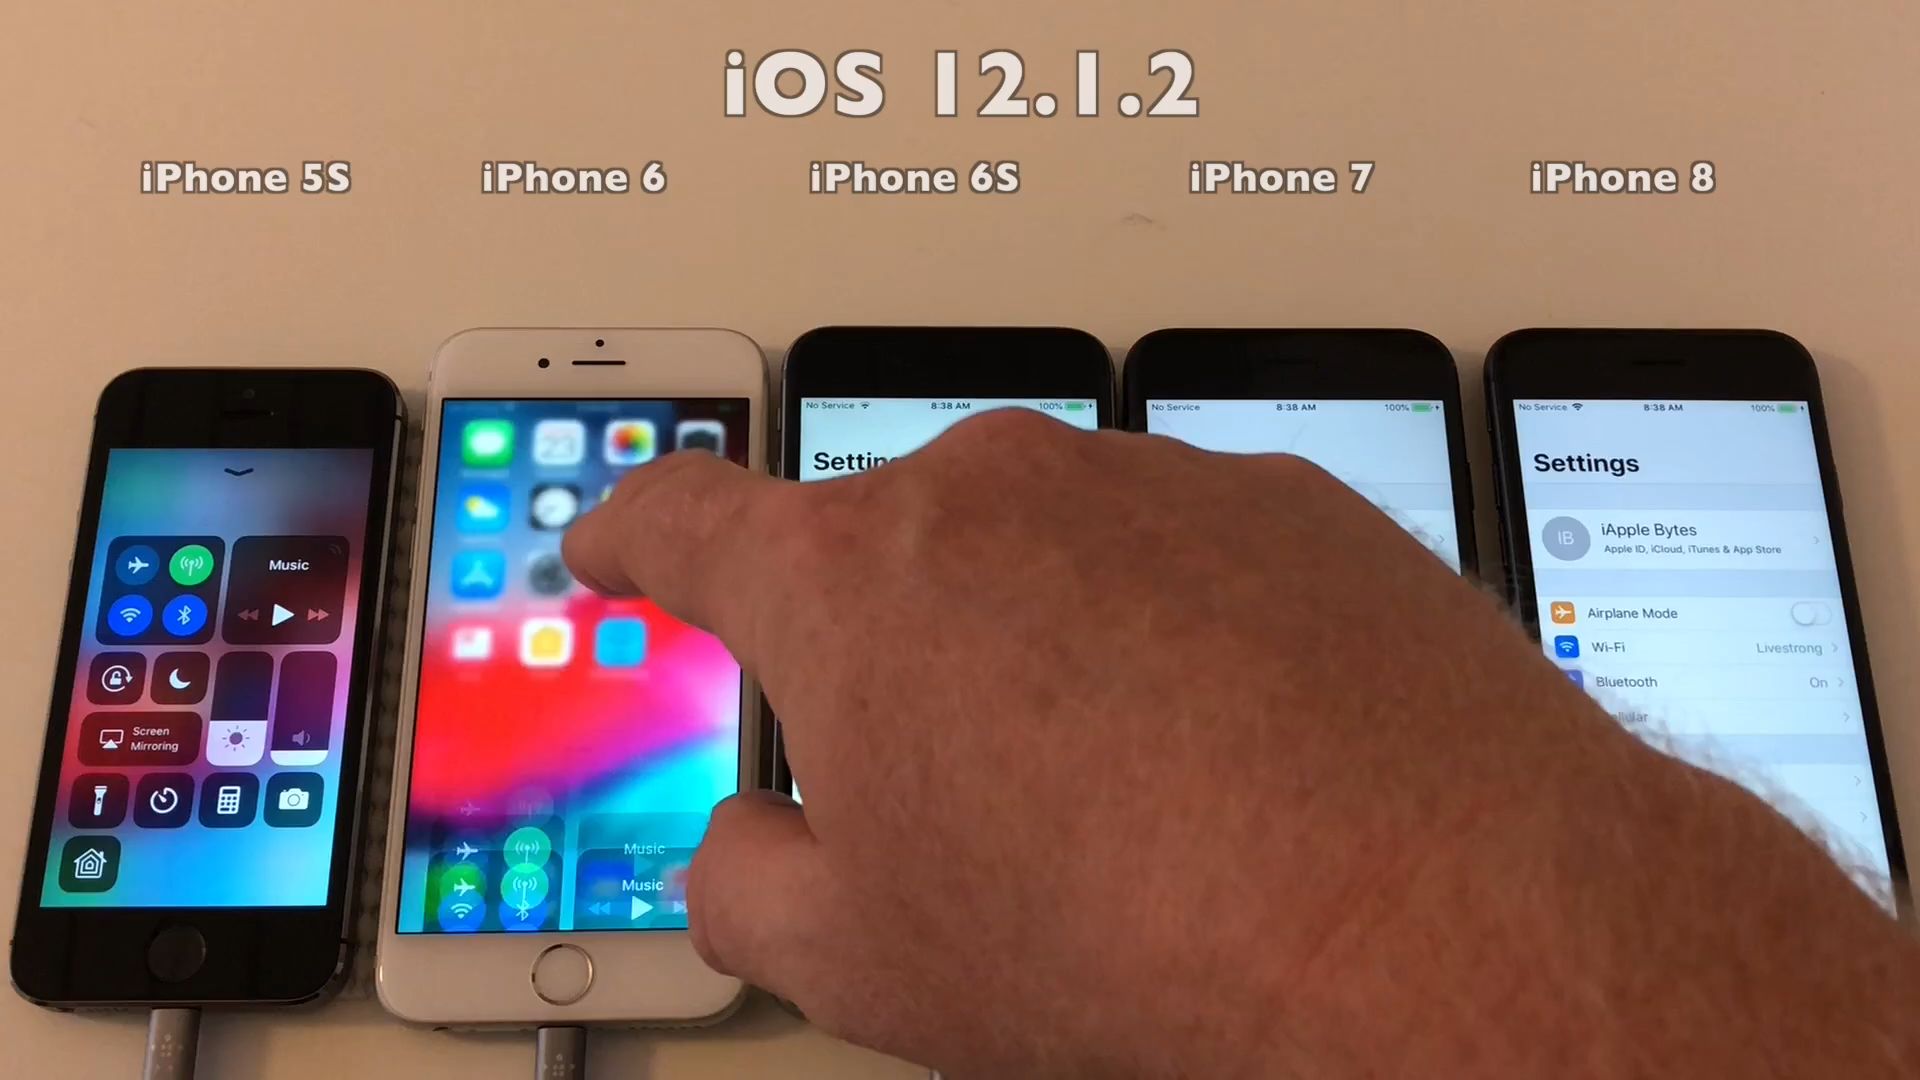 iOS 12.1.2
iPhone 5S
iPhone 6
iPhone 6S
iPhone 7
iPhone 8
Music
Screen
Mirroring
23
Music
Music
No Service
8:38 AM
100%
No Service
8:38 AM
100%
No Service
8:38 AM
100%
Settings
IB
iApple Bytes
Apple ID, iCloud, iTunes & App Store
Airplane Mode
Wi-Fi
Livestrong
Bluetooth
On